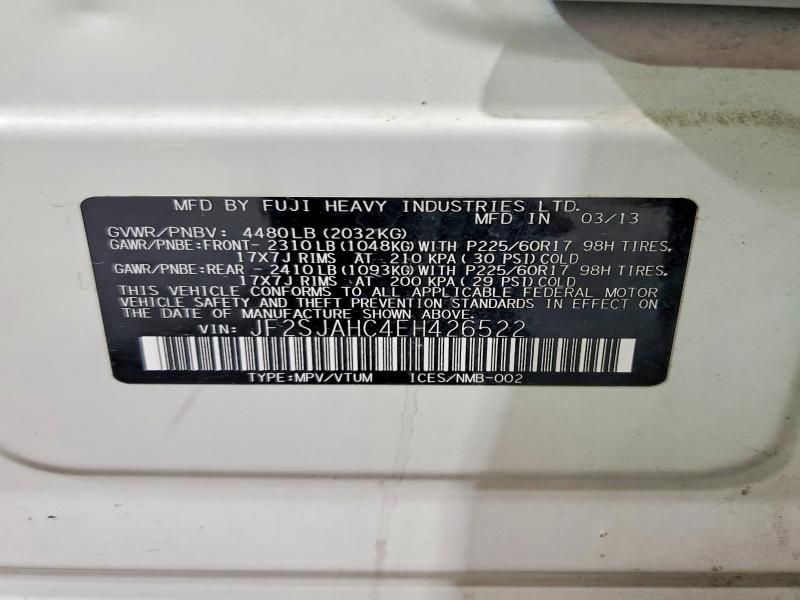 MFD BY FUJI HEAVY INDUSTRIES LTD.
MFD IN 03/13
GVWR/PNBV: 4480LB(2032KG)
GAWR/PNBE:FRONT- 2310LB(1048KG)WITH P225/60R17 98H TIRES,
17X7J RIMS AT 210 KPA(30 PSI)COLD
GAWR/PNBE:REAR - 2410LB(1093KG)WITH P225/60R17 98H TIRES,
17X7J RIMS AT 200 KPA(29 PSI)COLD
THIS VEHICLE CONFORMS TO ALL APPLICABLE FEDERAL MOTOR
VEHICLE SAFETY AND THEFT PREVENTION STANDARDS IN EFFECT ON
THE DATE OF MANUFACTURE SHOWN ABOVE.
VIN: JF2SJAHC4EH426522
TYPE:MPV/VTUM ICES/NMB-002